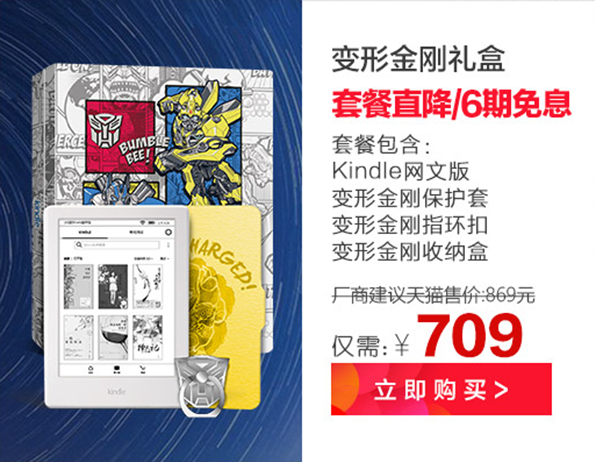 变形金刚礼盒
套餐直降/6期免息
套餐包含：
Kindle网文版
变形金刚保护套
变形金刚指环扣
变形金刚收纳盒
厂商建议天猫售价:869元
仅需:￥709
立即购买>
BUMBLE
BEE!
CHARGED!
kindle
kindle